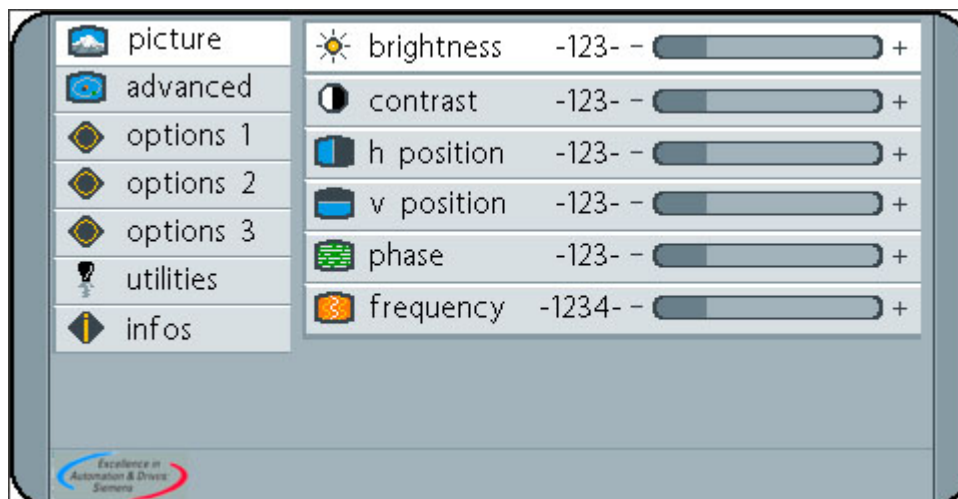 picture
advanced
options 1
options 2
options 3
utilities
infos
brightness -123- - +
contrast -123- - +
h position -123- - +
v position -123- - +
phase -123- - +
frequency -1234- - +
Excellence in
Automation & Drives:
Siemens